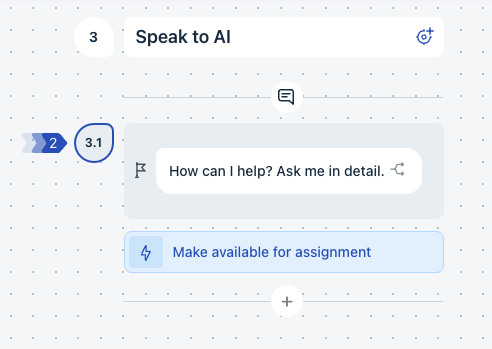 3
Speak to AI
2
3.1
How can I help? Ask me in detail.
Make available for assignment